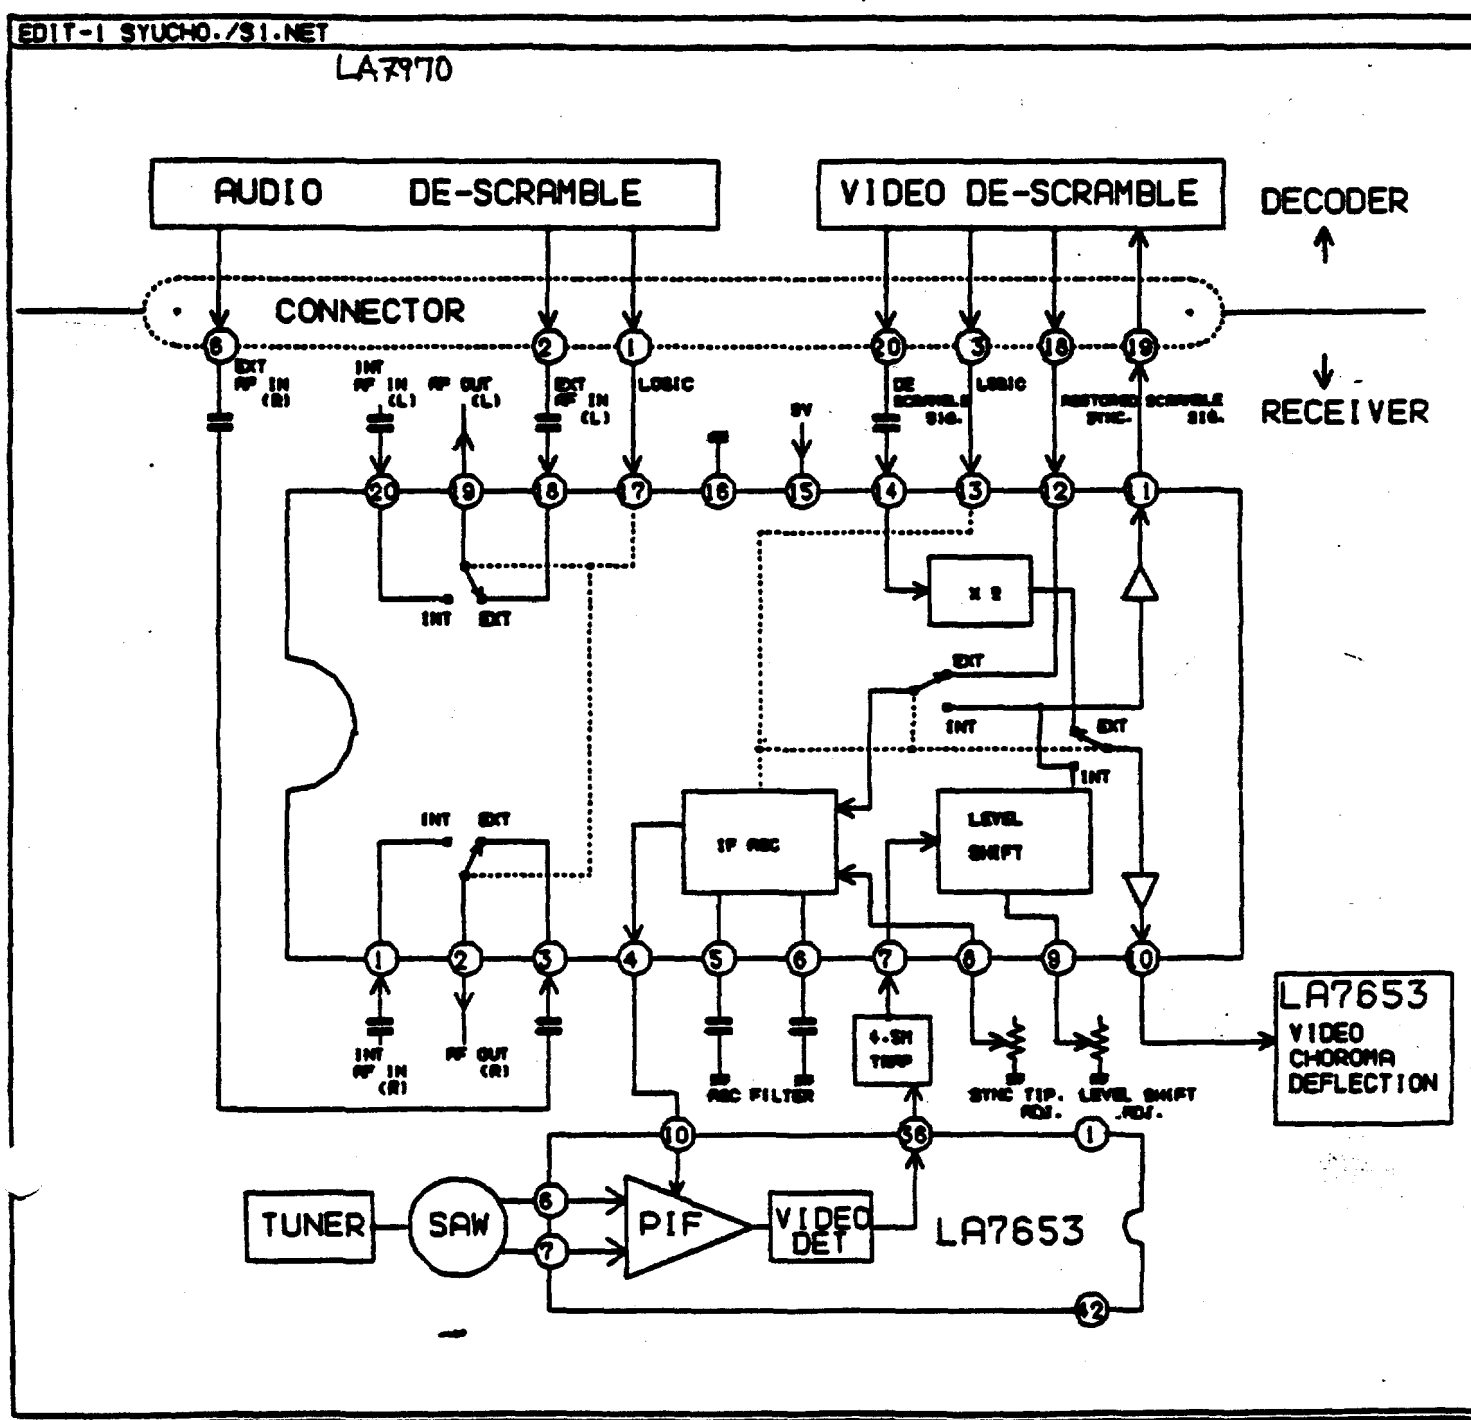 EDIT-1 SYUCHO./S1.NET
LA7970
AUDIO DE-SCRAMBLE
VIDEO DE-SCRAMBLE
DECODER
CONNECTOR
6 2 1 20 3 18 19
EXT
RF IN
(R)
INT
RF IN
(L)
RF OUT
(L)
EXT
RF IN
(L)
LOGIC
9V
DE
SCRAMBLE
SIG.
LOGIC
RESTORED
SYNC.
SCRAMBLE
SIG.
RECEIVER
20 19 18 17 16 15 14 13 12 11
X 2
INT EXT
EXT
INT
EXT
INT
INT EXT
IF AGC
LEVEL
SHIFT
1 2 3 4 5 6 7 8 9 10
INT
RF IN
(R)
RF OUT
(R)
AGC FILTER
4.5M
TRAP
SYNC TIP.
ADJ.
LEVEL SHIFT
ADJ.
LA7653
VIDEO
CHOROMA
DEFLECTION
10 1
TUNER
SAW
6
7
PIF
VIDEO
DET
LA7653
42